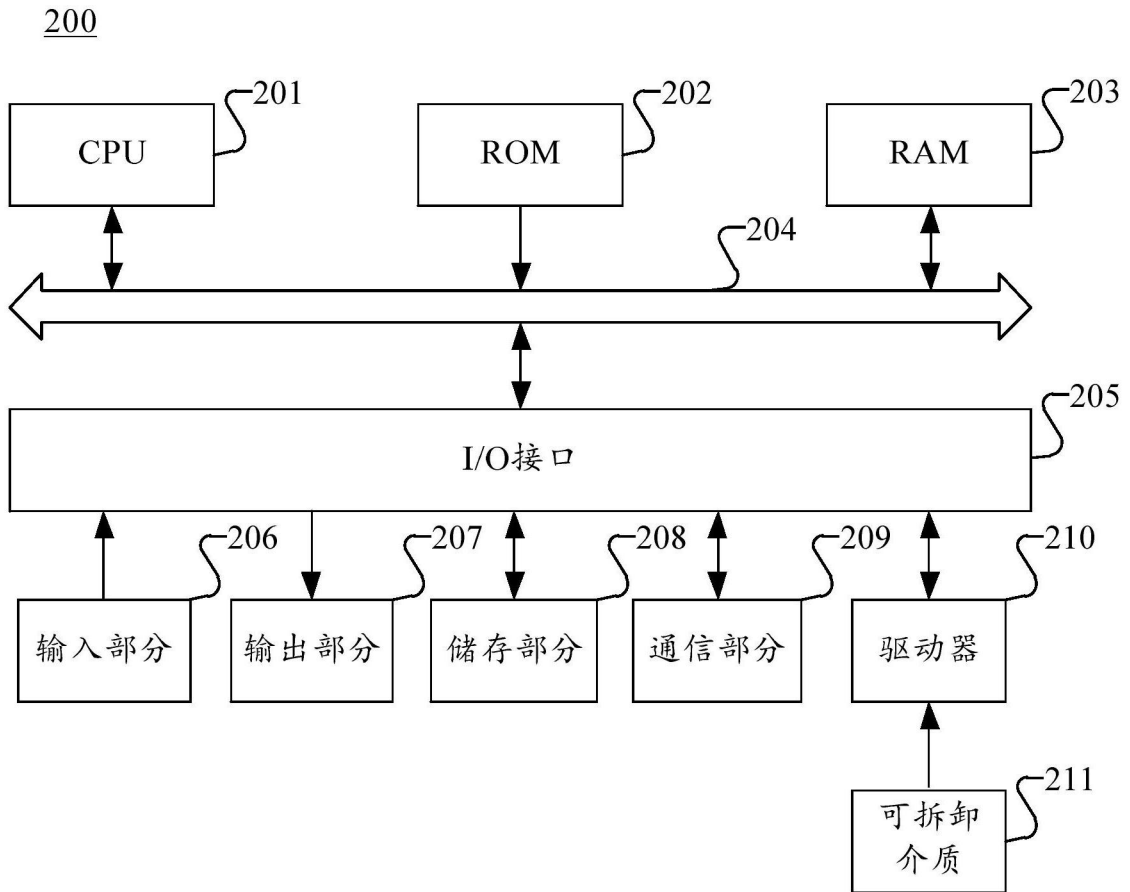 200
201
202
203
CPU
ROM
RAM
204
205
I/O接口
206
207
208
209
210
输入部分
输出部分
储存部分
通信部分
驱动器
211
可拆卸
介质